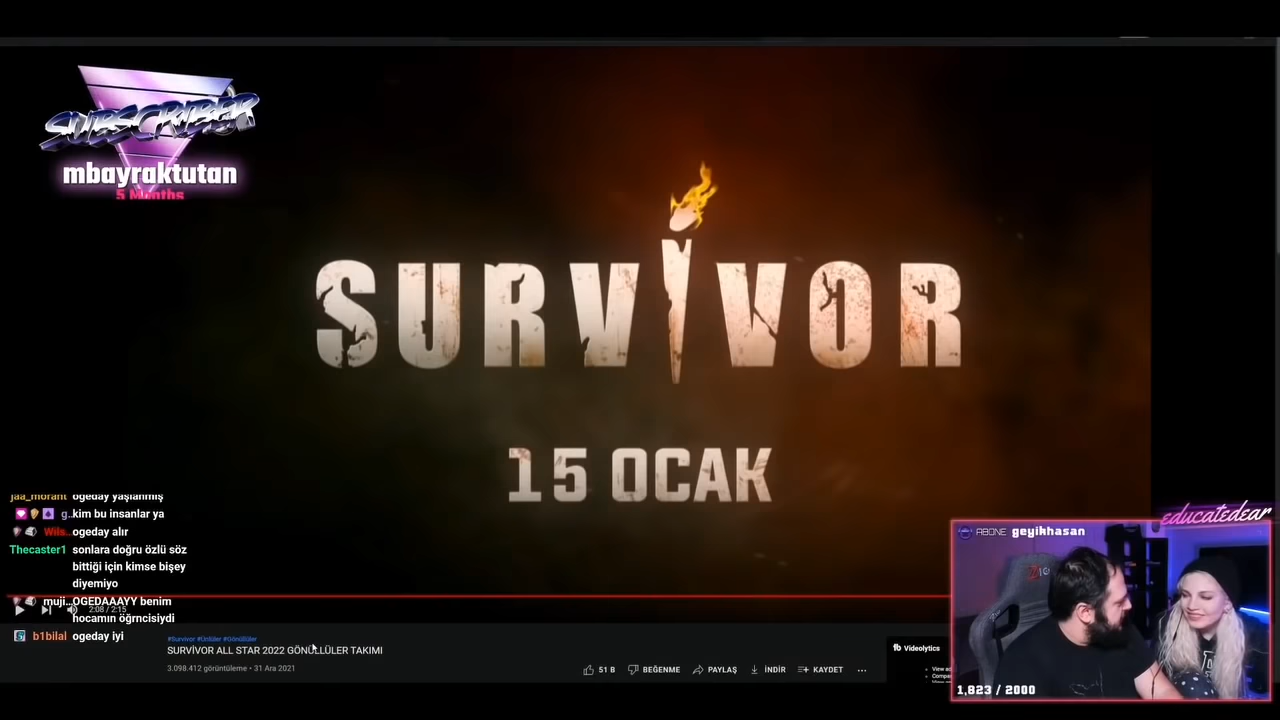 SUBSCRIBER
mbayraktutan
5 Months
SURVIVOR
15 OCAK
jaa_morant ogeday yaşlanmış
g.. kim bu insanlar ya
Wils.. ogeday alır
Thecaster1 sonlara doğru özlü söz
bittiği için kimse bişey
diyemiyo
muji.. OGEDAAAYY benim
hocamın öğrncisiydi
b1bilal ogeday iyi
2:08 / 2:15
#Survivor #Ünlüler #Gönüllüler
SURVİVOR ALL STAR 2022 GÖNÜLLÜLER TAKIMI
3.098.412 görüntüleme • 31 Ara 2021
51 B
BEĞENME
PAYLAŞ
İNDİR
KAYDET
Videolytics
View
educatedear
ABONE geyikhasan
1,823 / 2000